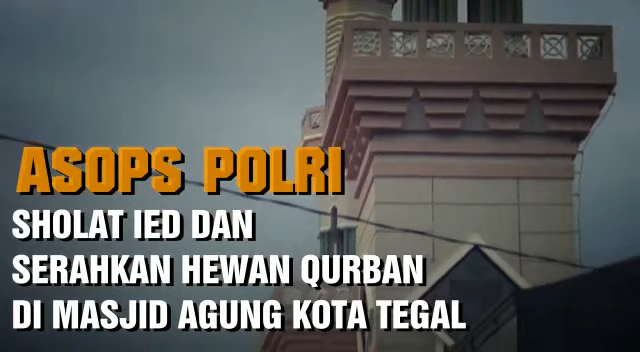 ASOPS POLRI
SHOLAT IED DAN
SERAHKAN HEWAN QURBAN
DI MASJID AGUNG KOTA TEGAL